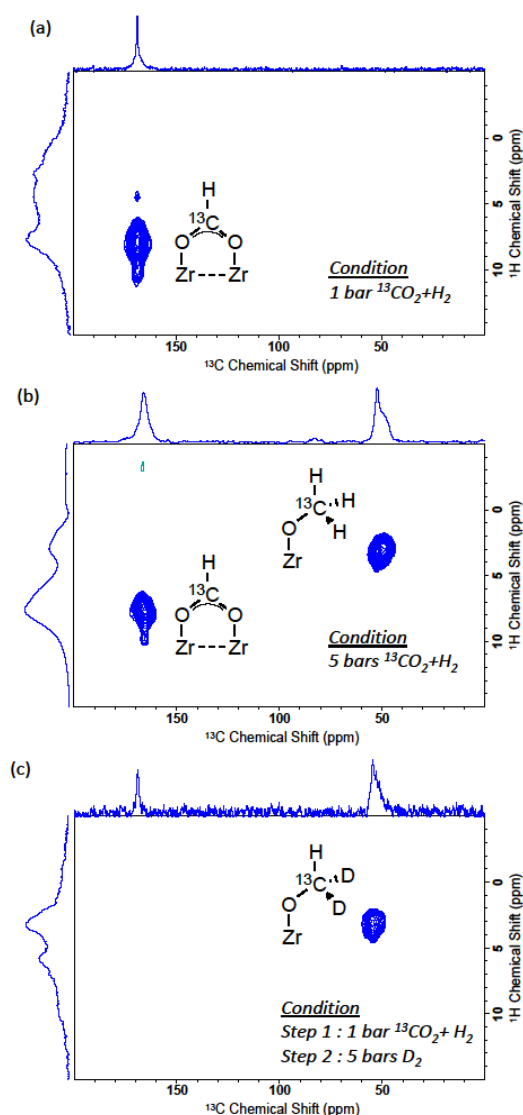 (a)
0
5
10
¹H Chemical Shift (ppm)
H
¹³C
O O
Zr Zr
Condition
1 bar ¹³CO₂+H₂
150 100 50
¹³C Chemical Shift (ppm)
(b)
0
5
10
¹H Chemical Shift (ppm)
H
¹³C H
O H
Zr
H
¹³C
O O
Zr Zr
Condition
5 bars ¹³CO₂+H₂
150 100 50
¹³C Chemical Shift (ppm)
(c)
0
5
10
¹H Chemical Shift (ppm)
H
¹³C D
O D
Zr
Condition
Step 1 : 1 bar ¹³CO₂+ H₂
Step 2 : 5 bars D₂
150 100 50
¹³C Chemical Shift (ppm)